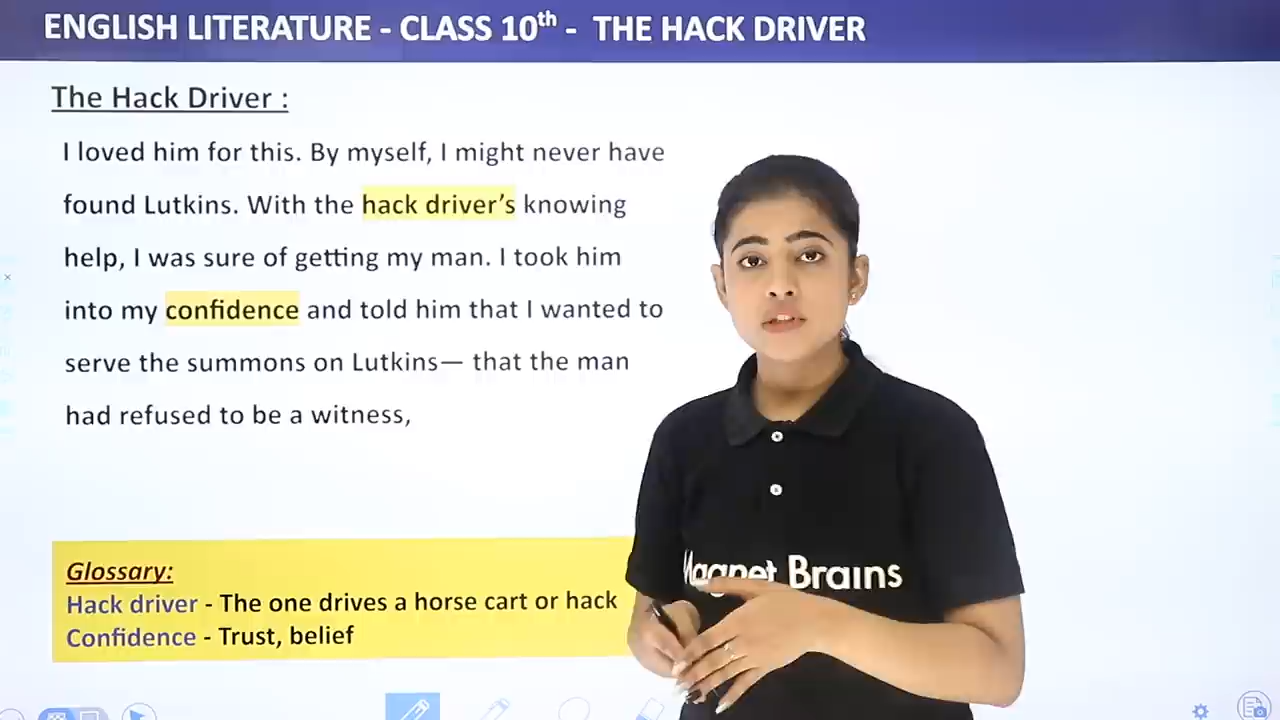 ENGLISH LITERATURE - CLASS 10th - THE HACK DRIVER
The Hack Driver :
I loved him for this. By myself, I might never have
found Lutkins. With the hack driver’s knowing
help, I was sure of getting my man. I took him
into my confidence and told him that I wanted to
serve the summons on Lutkins— that the man
had refused to be a witness,
Glossary:
Hack driver - The one drives a horse cart or hack
Confidence - Trust, belief
Magnet Brains